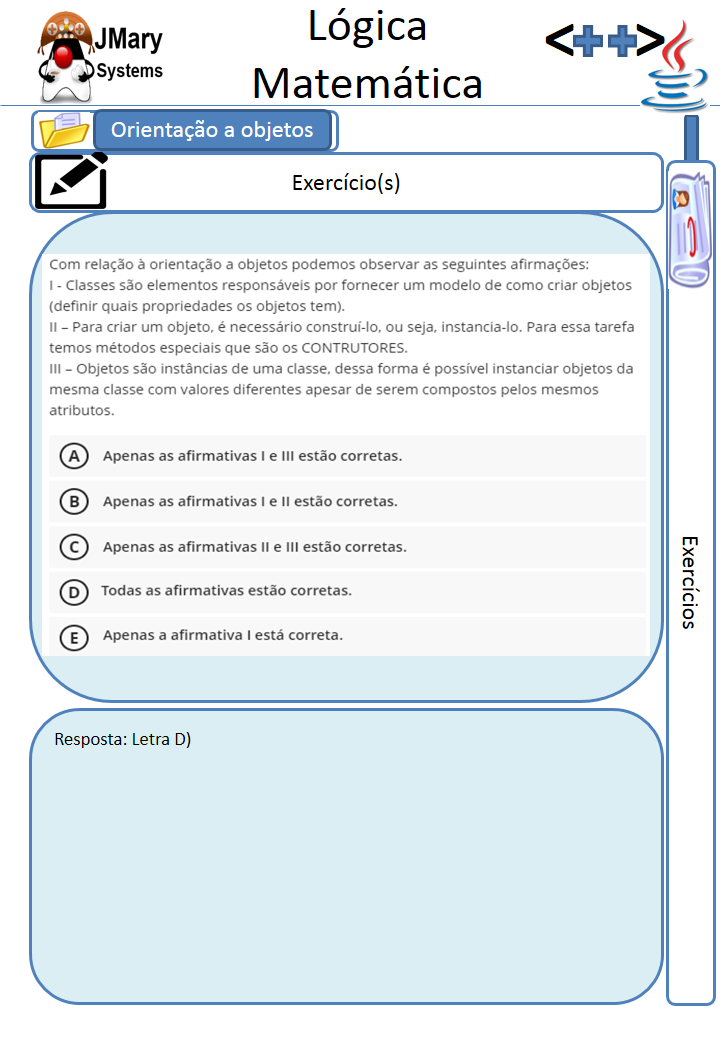 JMary
Systems
Lógica
Matemática
<++>
Orientação a objetos
Exercício(s)
Com relação à orientação a objetos podemos observar as seguintes afirmações:
I - Classes são elementos responsáveis por fornecer um modelo de como criar objetos
(definir quais propriedades os objetos tem).
II – Para criar um objeto, é necessário construí-lo, ou seja, instancia-lo. Para essa tarefa
temos métodos especiais que são os CONTRUTORES.
III – Objetos são instâncias de uma classe, dessa forma é possível instanciar objetos da
mesma classe com valores diferentes apesar de serem compostos pelos mesmos
atributos.
A Apenas as afirmativas I e III estão corretas.
B Apenas as afirmativas I e II estão corretas.
C Apenas as afirmativas II e III estão corretas.
D Todas as afirmativas estão corretas.
E Apenas a afirmativa I está correta.
Exercícios
Resposta: Letra D)